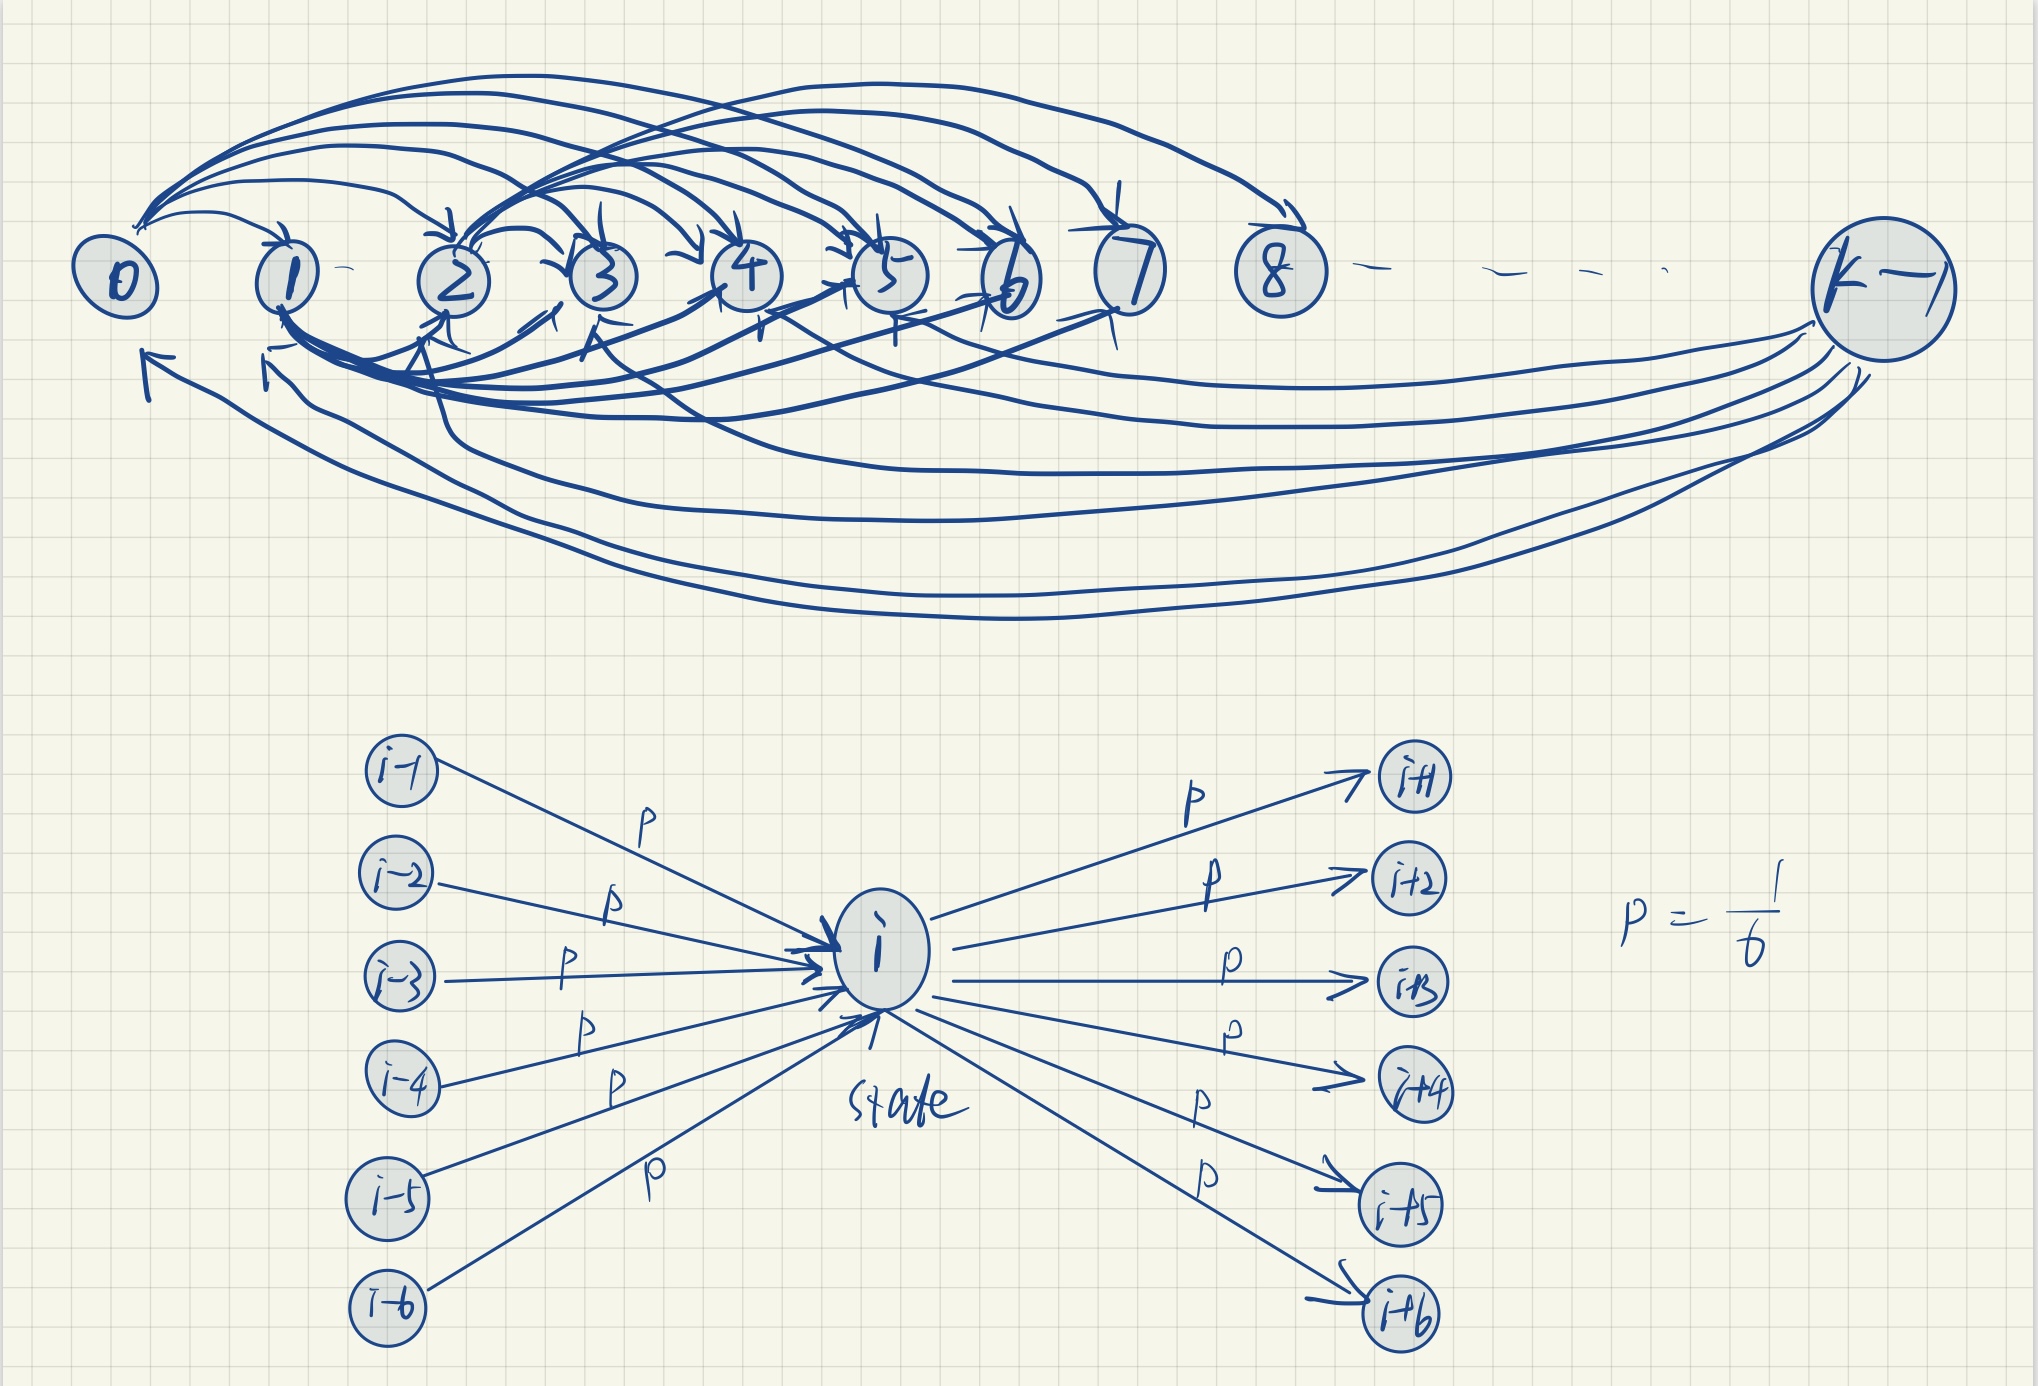 0 1 2 3 4 5 6 7 8 k-1
i-1 p p i+1
i-2 p p i+2
i-3 p i p i+3 p = 1/6
i-4 p p i+4
state
i-5 p p i+5
i-6 p p i+6